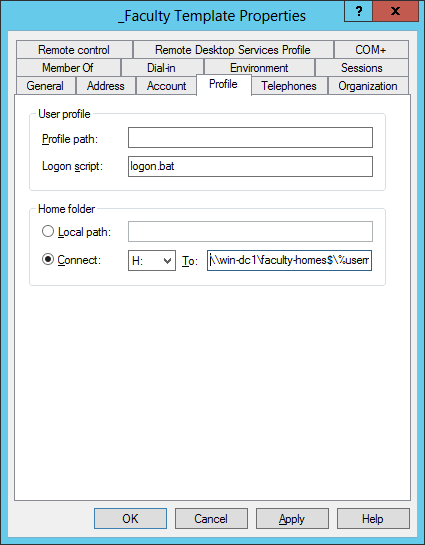 _Faculty Template Properties ? x
Remote control Remote Desktop Services Profile COM+
Member Of Dial-in Environment Sessions
General Address Account Profile Telephones Organization
User profile
Profile path:
Logon script: logon.bat
Home folder
Local path:
Connect: H: To: \\win-dc1\faculty-homes$\%usern
OK Cancel Apply Help